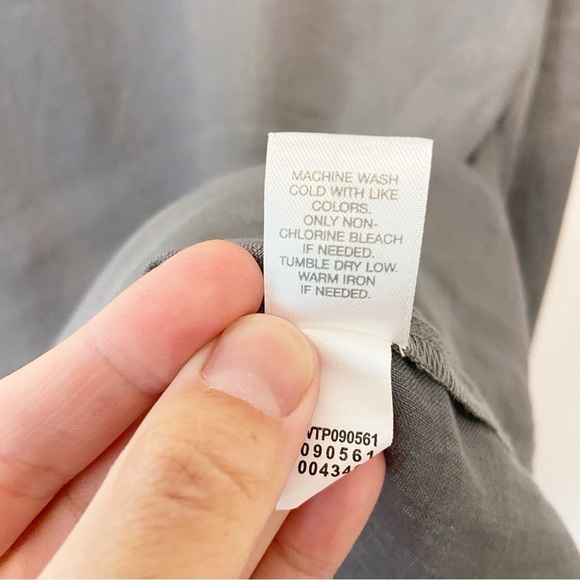 MACHINE WASH
COLD WITH LIKE
COLORS.
ONLY NON-
CHLORINE BLEACH
IF NEEDED.
TUMBLE DRY LOW.
WARM IRON
IF NEEDED.
090561